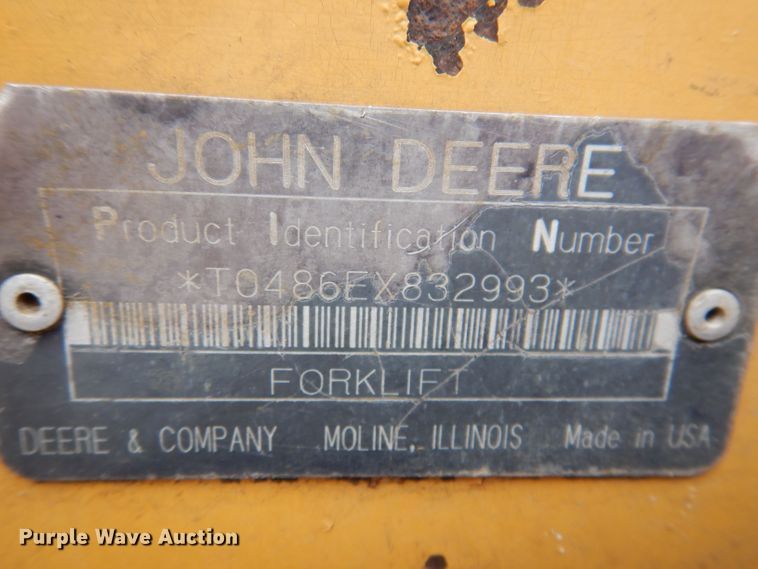 JOHN DEERE
Product Identification Number
*T0486EX832993*
FORKLIFT
DEERE & COMPANY MOLINE, ILLINOIS Made in USA
Purple Wave Auction